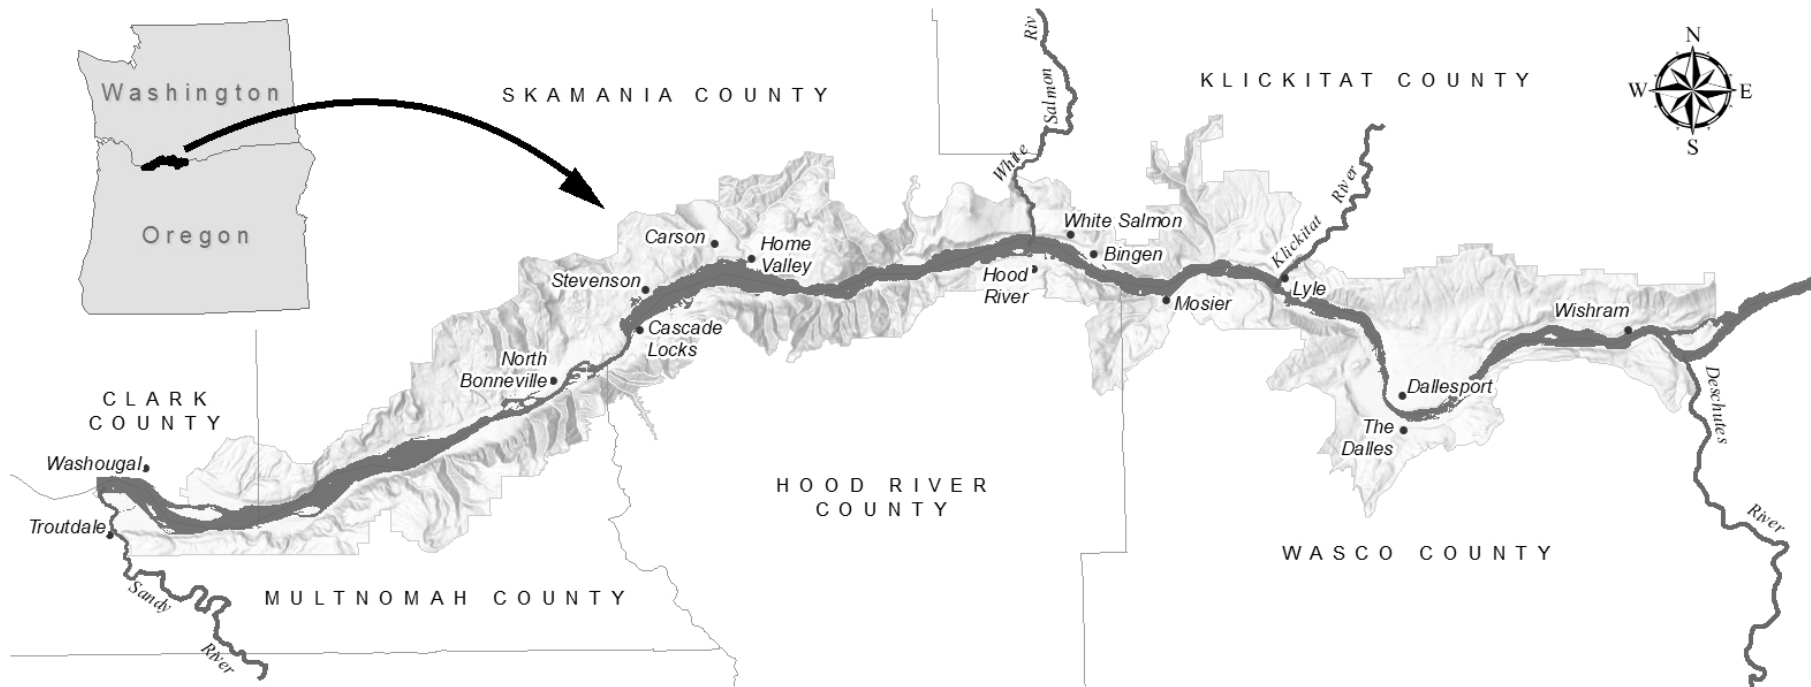 Washington
Oregon
SKAMANIA COUNTY
KLICKITAT COUNTY
N
W
E
S
White
Salmon
Riv
Klickitat
River
Carson
Home
Valley
Stevenson
Cascade
Locks
North
Bonneville
White Salmon
Bingen
Hood
River
Mosier
Lyle
Wishram
Dallesport
The
Dalles
Deschutes
River
CLARK
COUNTY
Washougal
Troutdale
Sandy
River
MULTNOMAH COUNTY
HOOD RIVER
COUNTY
WASCO COUNTY